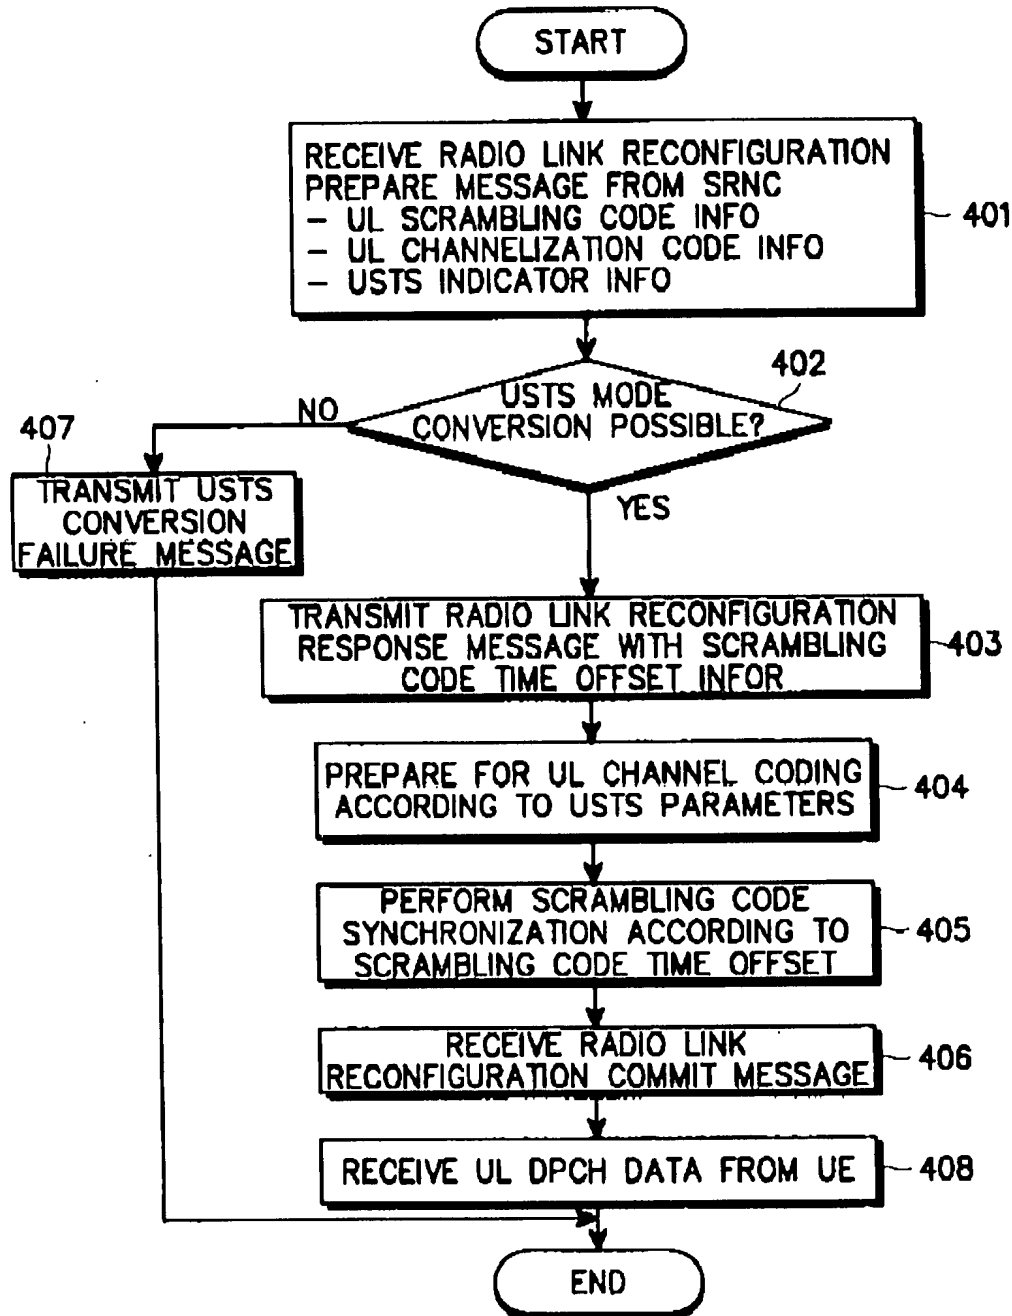 START
RECEIVE RADIO LINK RECONFIGURATION
PREPARE MESSAGE FROM SRNC
- UL SCRAMBLING CODE INFO
- UL CHANNELIZATION CODE INFO
- USTS INDICATOR INFO
401
402
USTS MODE
CONVERSION POSSIBLE?
NO
407
TRANSMIT USTS
CONVERSION
FAILURE MESSAGE
YES
TRANSMIT RADIO LINK RECONFIGURATION
RESPONSE MESSAGE WITH SCRAMBLING
CODE TIME OFFSET INFOR
403
PREPARE FOR UL CHANNEL CODING
ACCORDING TO USTS PARAMETERS
404
PERFORM SCRAMBLING CODE
SYNCHRONIZATION ACCORDING TO
SCRAMBLING CODE TIME OFFSET
405
RECEIVE RADIO LINK
RECONFIGURATION COMMIT MESSAGE
406
RECEIVE UL DPCH DATA FROM UE
408
END